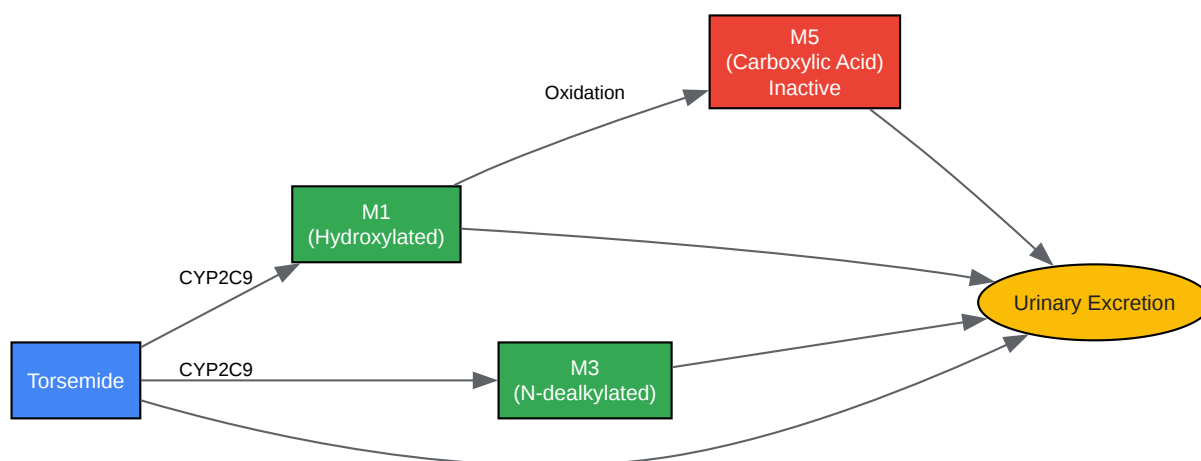 M5
(Carboxylic Acid)
Inactive
Oxidation
M1
(Hydroxylated)
CYP2C9
Urinary Excretion
Torsemide
CYP2C9
M3
(N-dealkylated)